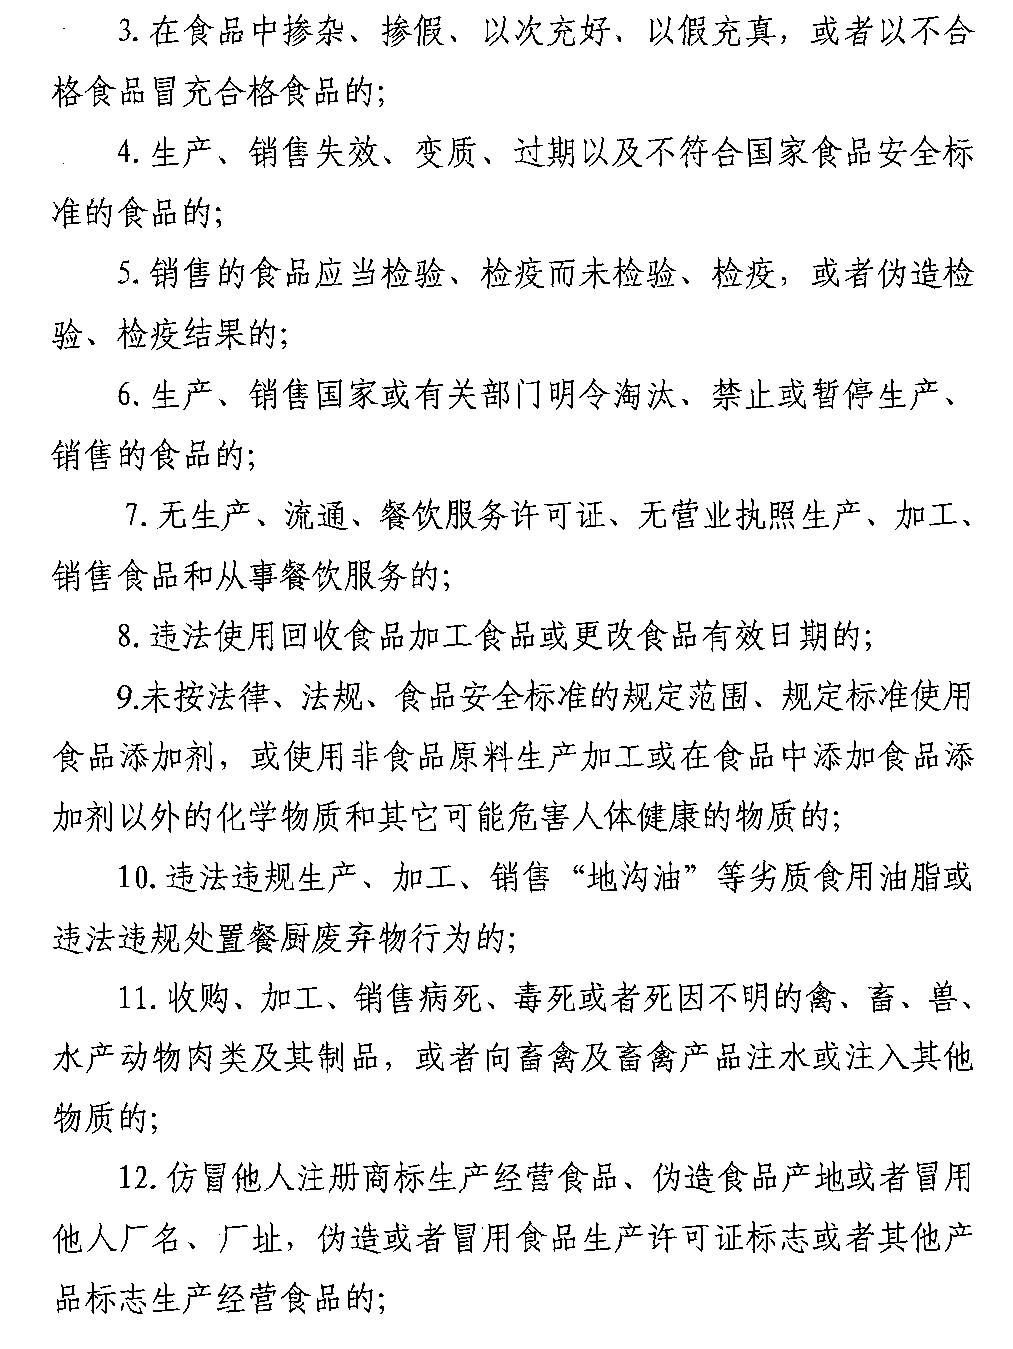 3. 在食品中掺杂、掺假、以次充好、以假充真，或者以不合
格食品冒充合格食品的；
4. 生产、销售失效、变质、过期以及不符合国家食品安全标
准的食品的；
5. 销售的食品应当检验、检疫而未检验、检疫，或者伪造检
验、检疫结果的；
6. 生产、销售国家或有关部门明令淘汰、禁止或暂停生产、
销售的食品的；
7. 无生产、流通、餐饮服务许可证、无营业执照生产、加工、
销售食品和从事餐饮服务的；
8. 违法使用回收食品加工食品或更改食品有效日期的；
9.未按法律、法规、食品安全标准的规定范围、规定标准使用
食品添加剂，或使用非食品原料生产加工或在食品中添加食品添
加剂以外的化学物质和其它可能危害人体健康的物质的；
10. 违法违规生产、加工、销售“地沟油”等劣质食用油脂或
违法违规处置餐厨废弃物行为的；
11. 收购、加工、销售病死、毒死或者死因不明的禽、畜、兽、
水产动物肉类及其制品，或者向畜禽及畜禽产品注水或注入其他
物质的；
12. 仿冒他人注册商标生产经营食品、伪造食品产地或者冒用
他人厂名、厂址，伪造或者冒用食品生产许可证标志或者其他产
品标志生产经营食品的；